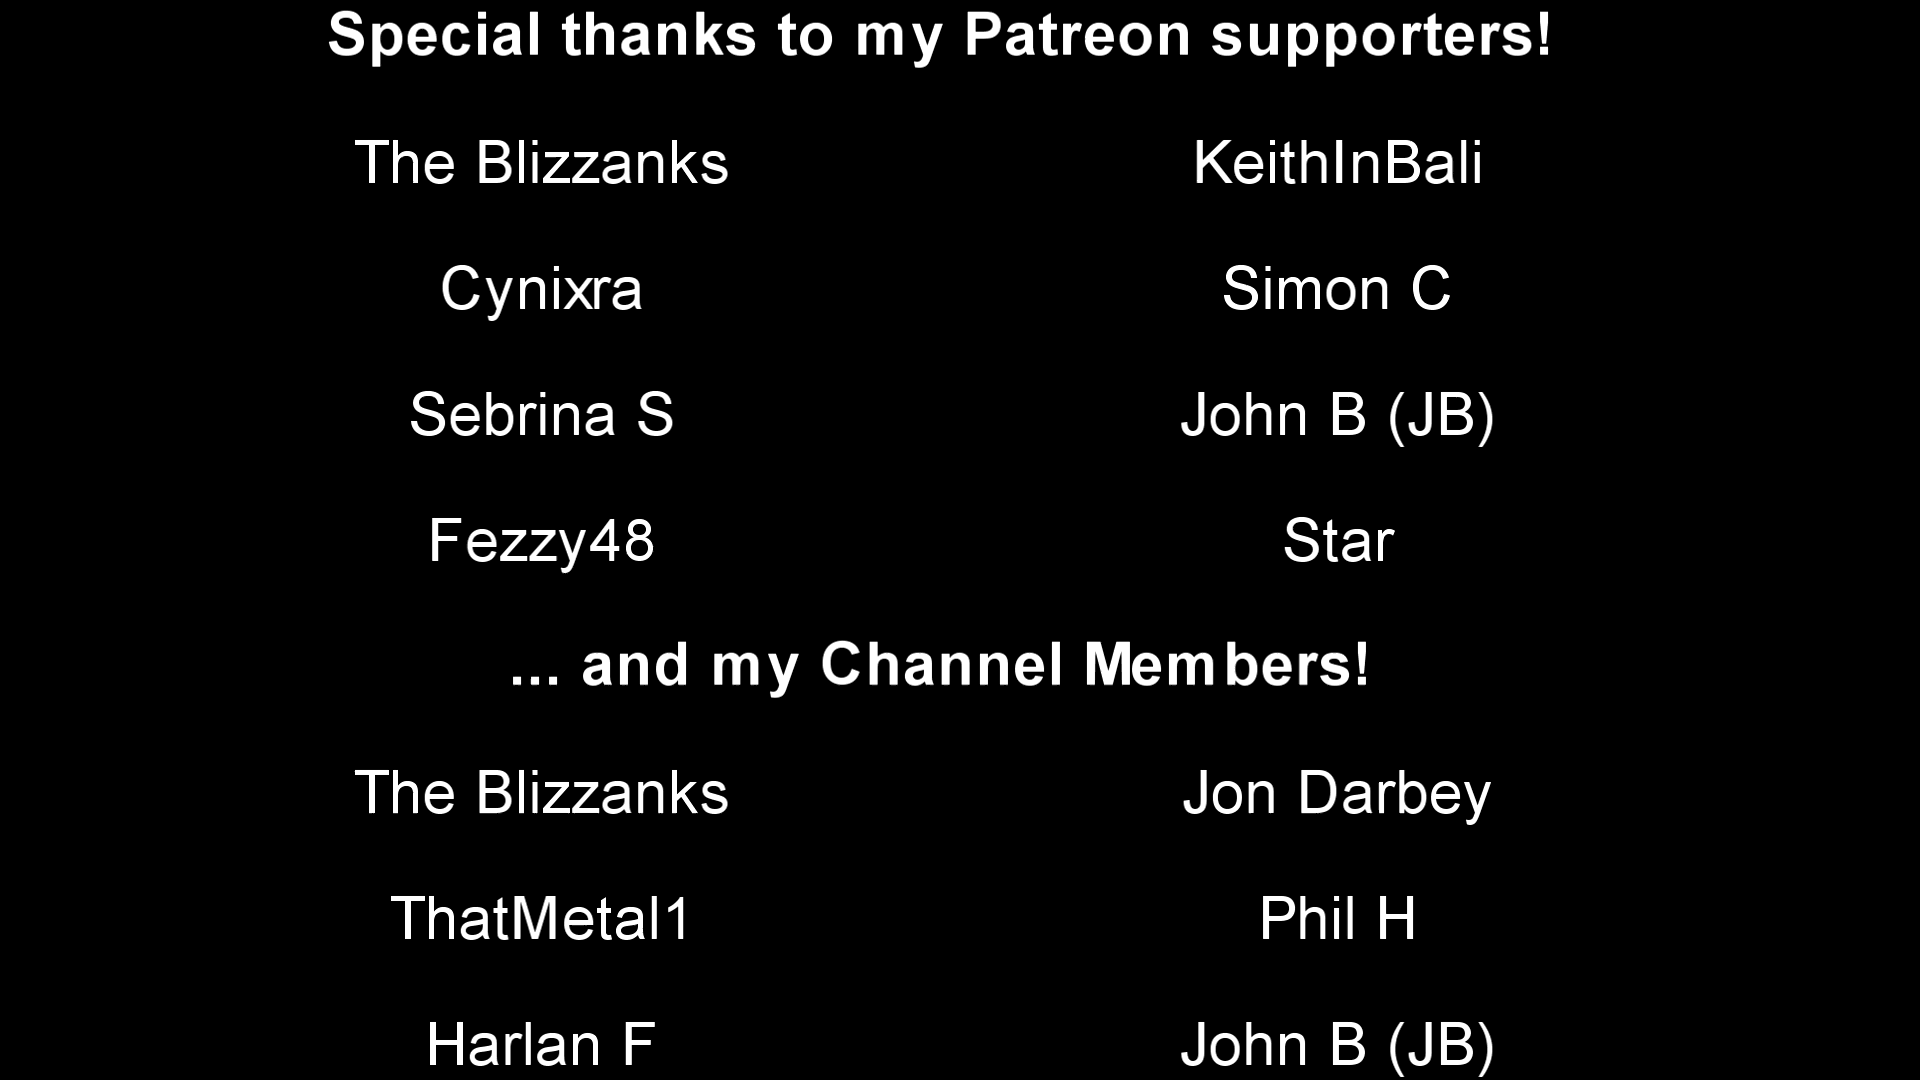 Special thanks to my Patreon supporters!
The Blizzanks KeithInBali
Cynixra Simon C
Sebrina S John B (JB)
Fezzy48 Star
... and my Channel Members!
The Blizzanks Jon Darbey
ThatMetal1 Phil H
Harlan F John B (JB)